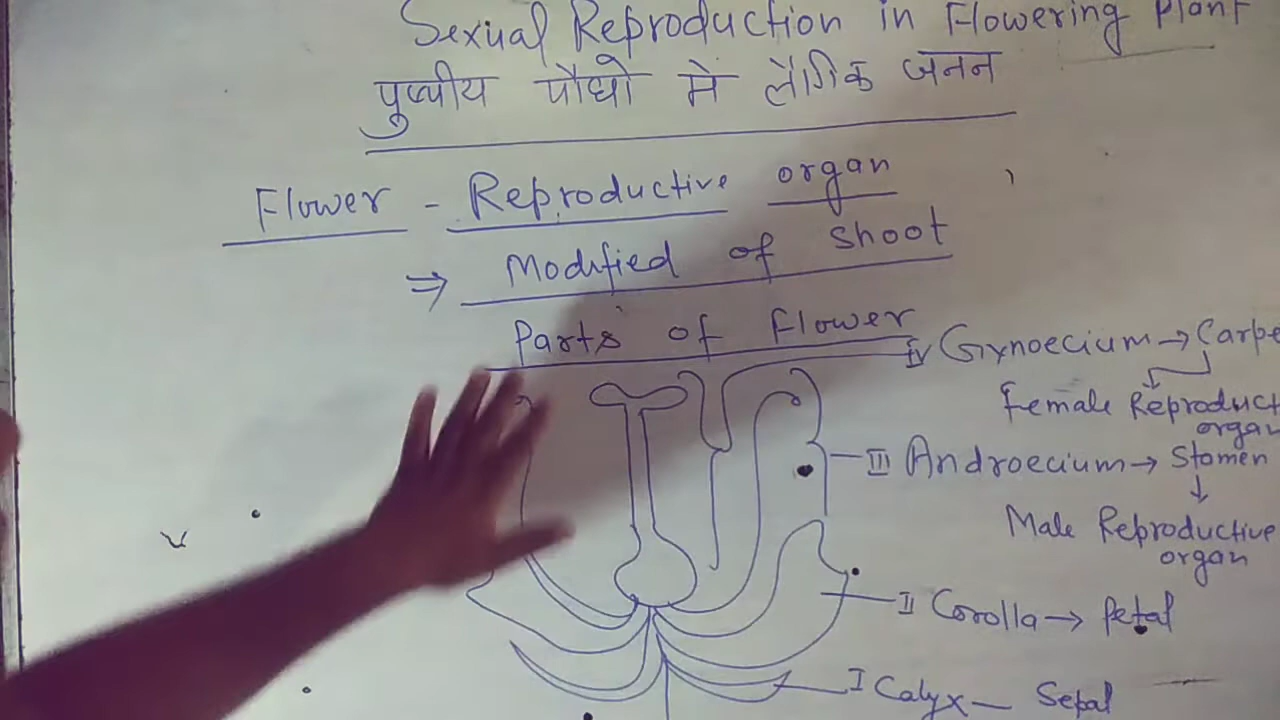 Sexual Reproduction in Flowering Plant
पुष्पीय पौधो में लैंगिक जनन
Flower - Reproductive organ
⇒ Modified of shoot
Parts of Flower
IV Gynoecium → Carpe
Female Reproduct
organ
III Androecium → Stamen
↓
Male Reproductive
organ
II Corolla → Petal
I Calyx — Sepal